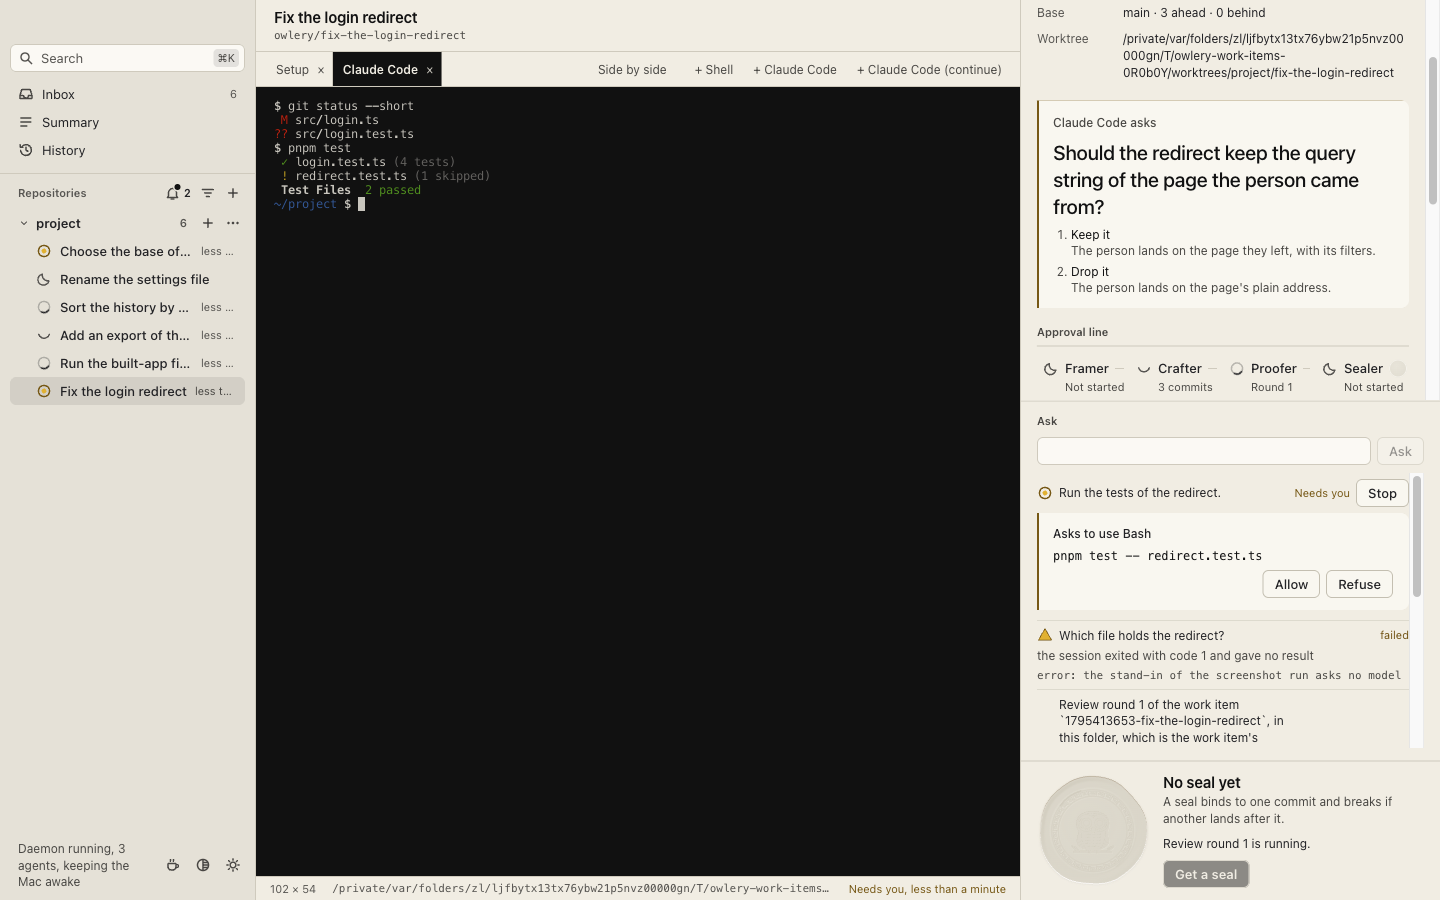 Search ⌘K
Inbox 6
Summary
History
Repositories 2
project 6
Choose the base of... less ...
Rename the settings file
Sort the history by ... less ...
Add an export of th... less ...
Run the built-app fi... less ...
Fix the login redirect less t...
Daemon running, 3
agents, keeping the
Mac awake
Fix the login redirect
owlery/fix-the-login-redirect
Setup × Claude Code × Side by side + Shell + Claude Code + Claude Code (continue)
$ git status --short
M src/login.ts
?? src/login.test.ts
$ pnpm test
✓ login.test.ts (4 tests)
! redirect.test.ts (1 skipped)
Test Files 2 passed
~/project $
102 × 54 /private/var/folders/zl/ljfbytx13tx76ybw21p5nvz00000gn/T/owlery-work-items… Needs you, less than a minute
Base main · 3 ahead · 0 behind
Worktree /private/var/folders/zl/ljfbytx13tx76ybw21p5nvz00
000gn/T/owlery-work-items-
0R0b0Y/worktrees/project/fix-the-login-redirect
Claude Code asks
Should the redirect keep the query
string of the page the person came
from?
1. Keep it
The person lands on the page they left, with its filters.
2. Drop it
The person lands on the page's plain address.
Approval line
Framer — Crafter — Proofer — Sealer
Not started 3 commits Round 1 Not started
Ask
Ask
Run the tests of the redirect. Needs you Stop
Asks to use Bash
pnpm test -- redirect.test.ts
Allow Refuse
Which file holds the redirect? failed
the session exited with code 1 and gave no result
error: the stand-in of the screenshot run asks no model
Review round 1 of the work item
`1795413653-fix-the-login-redirect`, in
this folder, which is the work item's
No seal yet
A seal binds to one commit and breaks if
another lands after it.
Review round 1 is running.
Get a seal